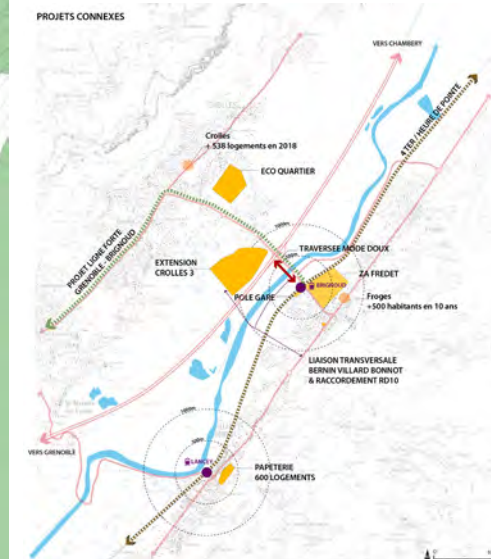 PROJETS CONNEXES
VERS CHAMBERY
4 TER / HEURE DE POINTE
Crolles
+ 538 logements en 2018
ECO QUARTIER
PROJET LIGNE FORTE
GRENOBLE - BRIGNOUD
TRAVERSEE MODE DOUX
EXTENSION
CROLLES 3
ZA FREDET
BRIGNOUD
POLE GARE
Froges
+500 habitants en 10 ans
LIAISON TRANSVERSALE
BERNIN VILLARD BONNOT
& RACCORDEMENT RD10
VERS GRENOBLE
LANCEY
PAPETERIE
600 LOGEMENTS